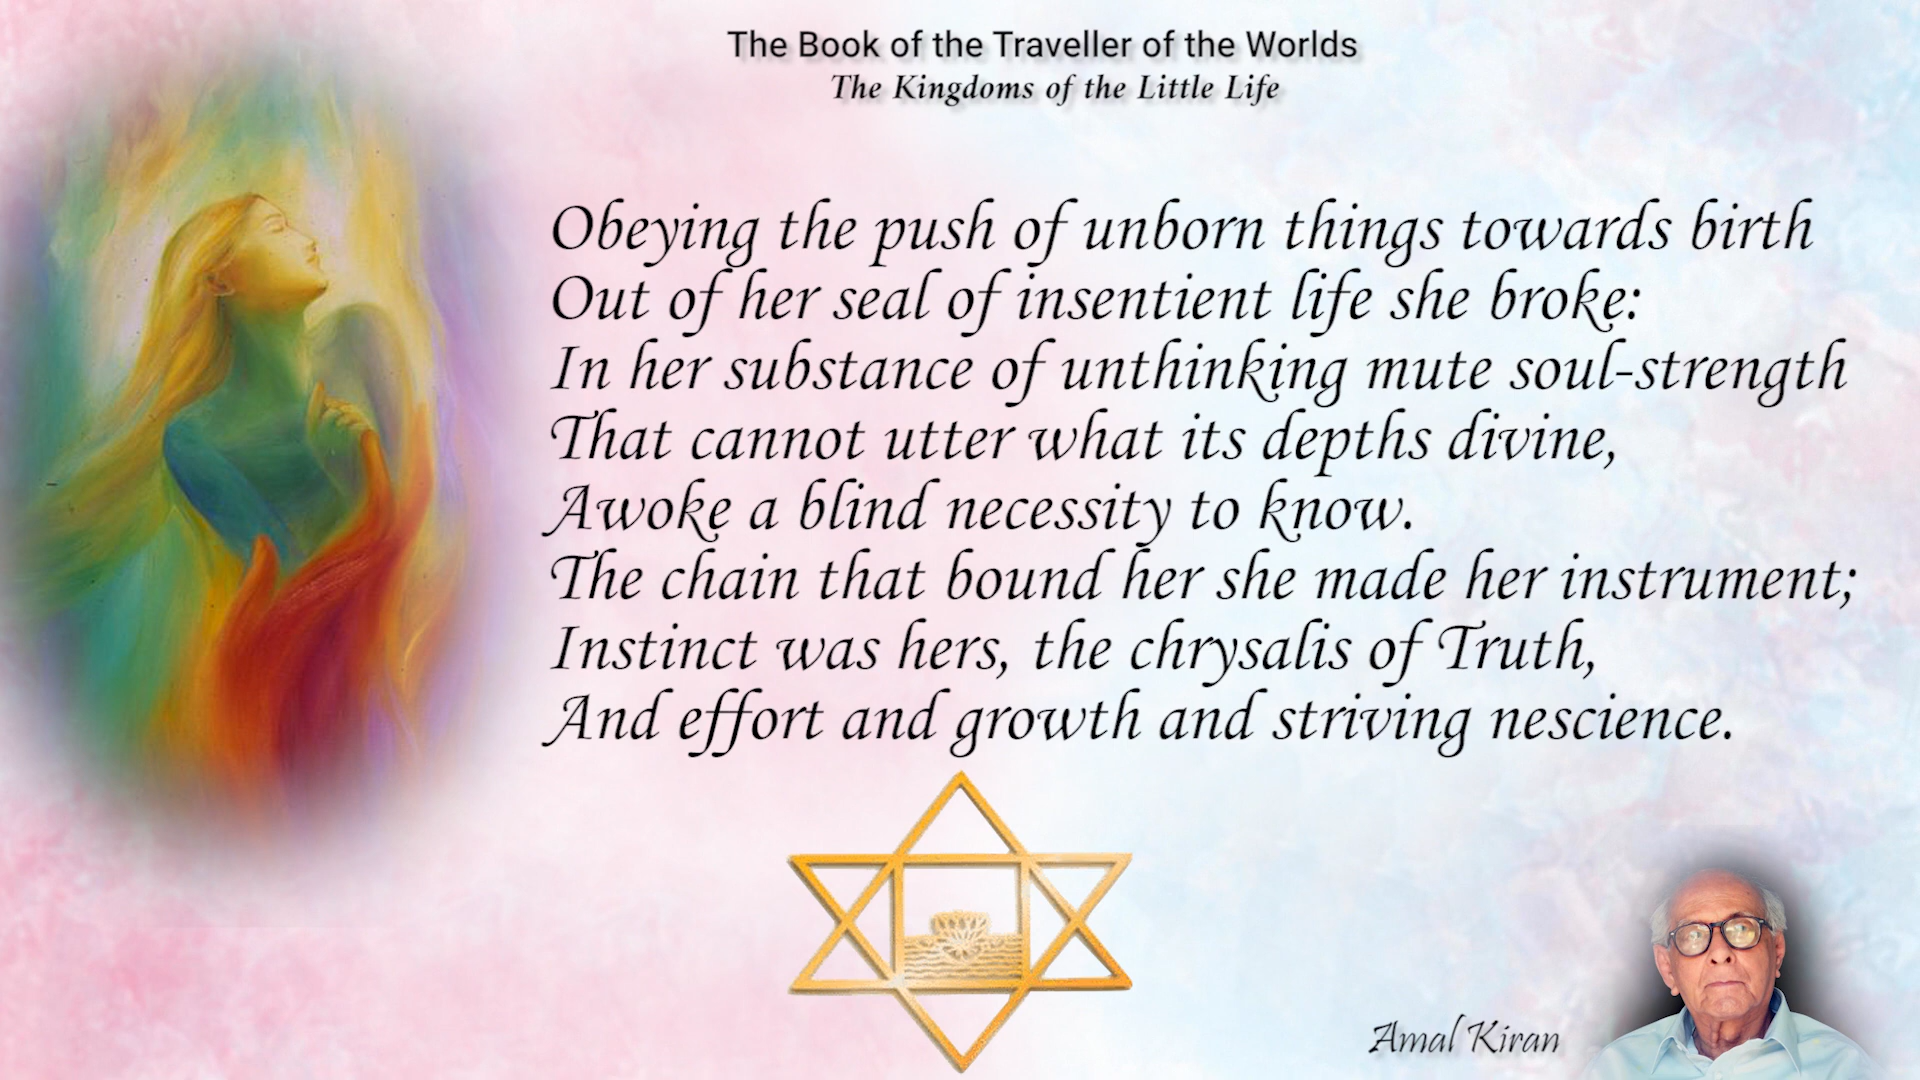 The Book of the Traveller of the Worlds
The Kingdoms of the Little Life
Obeying the push of unborn things towards birth
Out of her seal of insentient life she broke:
In her substance of unthinking mute soul-strength
That cannot utter what its depths divine,
Awoke a blind necessity to know.
The chain that bound her she made her instrument;
Instinct was hers, the chrysalis of Truth,
And effort and growth and striving nescience.
Amal Kiran